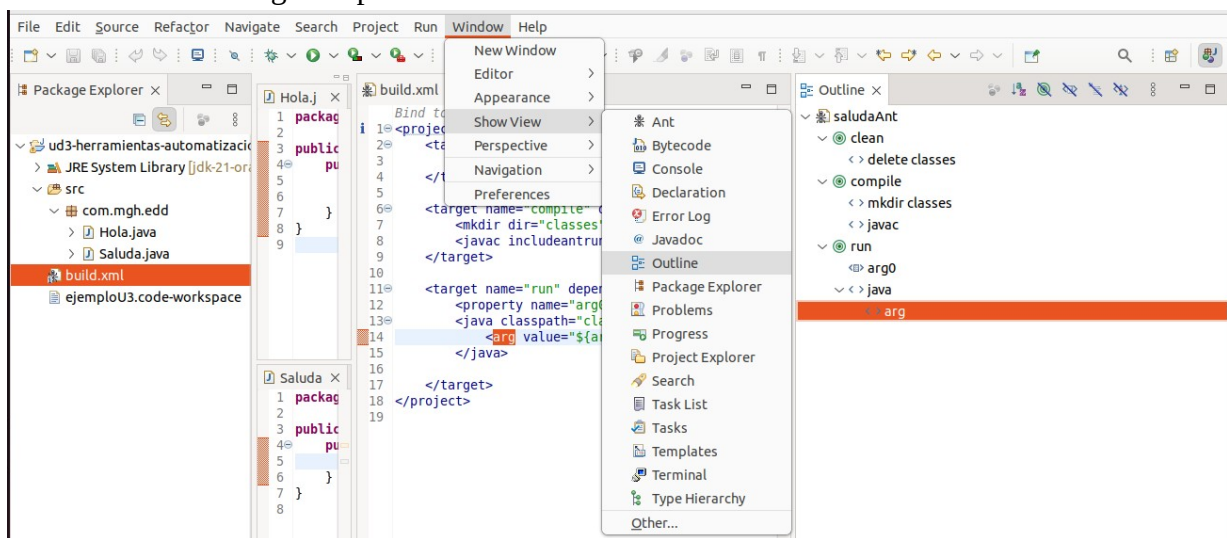 File Edit Source Refactor Navigate Search Project Run Window Help
Package Explorer
ud3-herramientas-automatizacio
JRE System Library [jdk-21-ora
src
com.mgh.edd
Hola.java
Saluda.java
build.xml
ejemploU3.code-workspace
Hola.j
1 packag
2
3 public
4 pu
5
6
7 }
8 }
9
Saluda
1 packag
2
3 public
4 pu
5
6 }
7 }
8
build.xml
Bind to
1 <projec
2 <ta
3
4 </t
5
6 <target name="compile" d
7 <mkdir dir="classes"
8 <javac includeantrun
9 </target>
10
11 <target name="run" depen
12 <property name="arg0
13 <java classpath="cla
14 <arg value="${ar
15 </java>
16
17 </target>
18 </project>
19
New Window
Editor
Appearance
Show View
Perspective
Navigation
Preferences
Ant
Bytecode
Console
Declaration
Error Log
Javadoc
Outline
Package Explorer
Problems
Progress
Project Explorer
Search
Task List
Tasks
Templates
Terminal
Type Hierarchy
Other...
Outline
saludaAnt
clean
delete classes
compile
mkdir classes
javac
run
arg0
java
arg